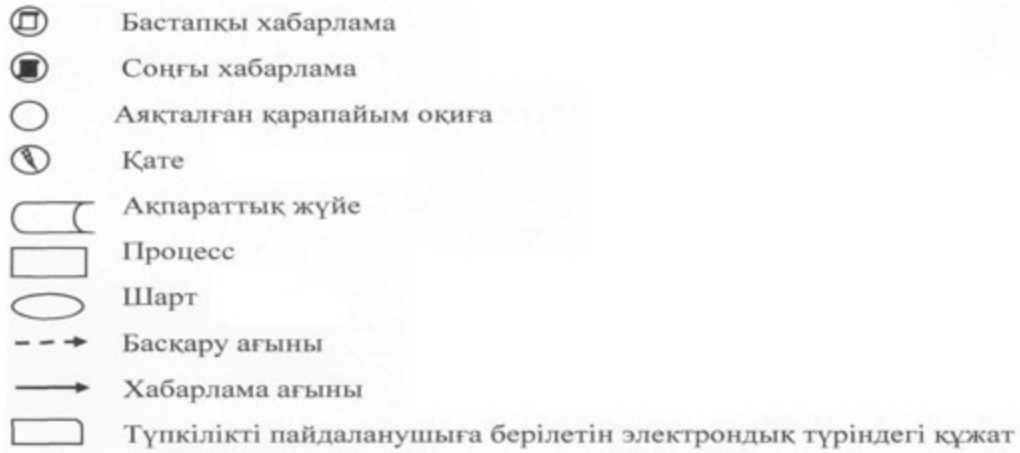 Бастапқы хабарлама
Соңғы хабарлама
Аяқталған қарапайым оқиға
Қате
Ақпараттық жүйе
Процесс
Шарт
Басқару ағыны
Хабарлама ағыны
Түпкілікті пайдаланушыға берілетін электрондық түріндегі құжат